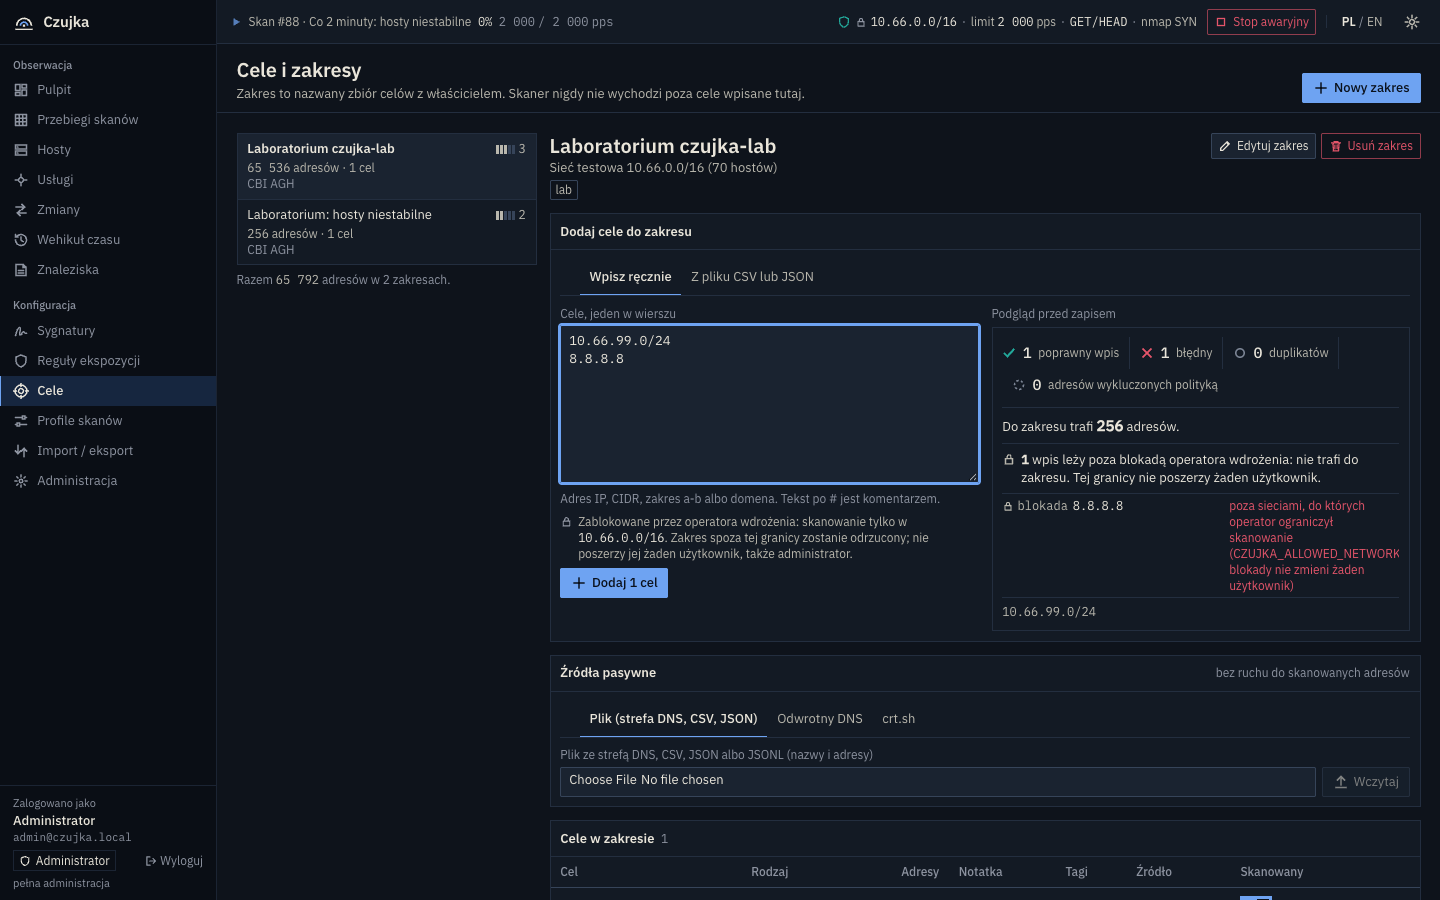 Czujka
Skan #88 · Co 2 minuty: hosty niestabilne 0% 2 000 / 2 000 pps
10.66.0.0/16 · limit 2 000 pps · GET/HEAD · nmap SYN
Stop awaryjny
PL / EN
Obserwacja
Pulpit
Przebiegi skanów
Hosty
Usługi
Zmiany
Wehikuł czasu
Znaleziska
Konfiguracja
Sygnatury
Reguły ekspozycji
Cele
Profile skanów
Import / eksport
Administracja
Zalogowano jako
Administrator
admin@czujka.local
Administrator
Wyloguj
pełna administracja
Cele i zakresy
Zakres to nazwany zbiór celów z właścicielem. Skaner nigdy nie wychodzi poza cele wpisane tutaj.
Nowy zakres
Laboratorium czujka-lab 3
65 536 adresów · 1 cel
CBI AGH
Laboratorium: hosty niestabilne 2
256 adresów · 1 cel
CBI AGH
Razem 65 792 adresów w 2 zakresach.
Laboratorium czujka-lab
Edytuj zakres
Usuń zakres
Sieć testowa 10.66.0.0/16 (70 hostów)
lab
Dodaj cele do zakresu
Wpisz ręcznie
Z pliku CSV lub JSON
Cele, jeden w wierszu
10.66.99.0/24
8.8.8.8
Adres IP, CIDR, zakres a-b albo domena. Tekst po # jest komentarzem.
Zablokowane przez operatora wdrożenia: skanowanie tylko w
10.66.0.0/16. Zakres spoza tej granicy zostanie odrzucony; nie
poszerzy jej żaden użytkownik, także administrator.
Dodaj 1 cel
Podgląd przed zapisem
1 poprawny wpis
1 błędny
0 duplikatów
0 adresów wykluczonych polityką
Do zakresu trafi 256 adresów.
1 wpis leży poza blokadą operatora wdrożenia: nie trafi do
zakresu. Tej granicy nie poszerzy żaden użytkownik.
blokada 8.8.8.8
poza sieciami, do których
operator ograniczył
skanowanie
(CZUJKA_ALLOWED_NETWORK
blokady nie zmieni żaden
użytkownik)
10.66.99.0/24
Źródła pasywne
bez ruchu do skanowanych adresów
Plik (strefa DNS, CSV, JSON)
Odwrotny DNS
crt.sh
Plik ze strefą DNS, CSV, JSON albo JSONL (nazwy i adresy)
Choose File No file chosen
Wczytaj
Cele w zakresie 1
Cel Rodzaj Adresy Notatka Tagi Źródło Skanowany